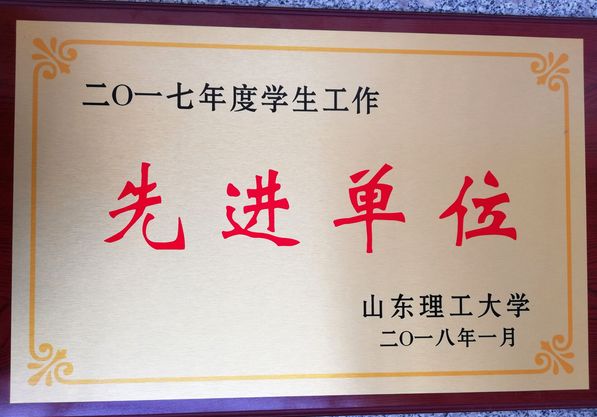 二〇一七年度学生工作
先进单位
山东理工大学
二〇一八年一月